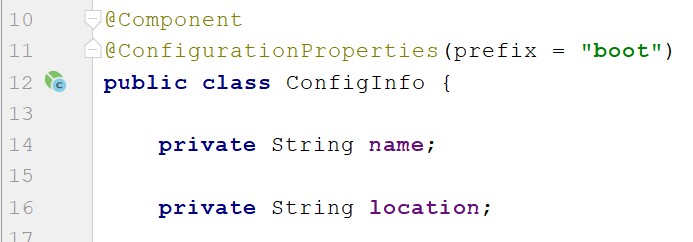 10 @Component
11 @ConfigurationProperties(prefix = "boot")
12 public class ConfigInfo {
13
14 private String name;
15
16 private String location;
17